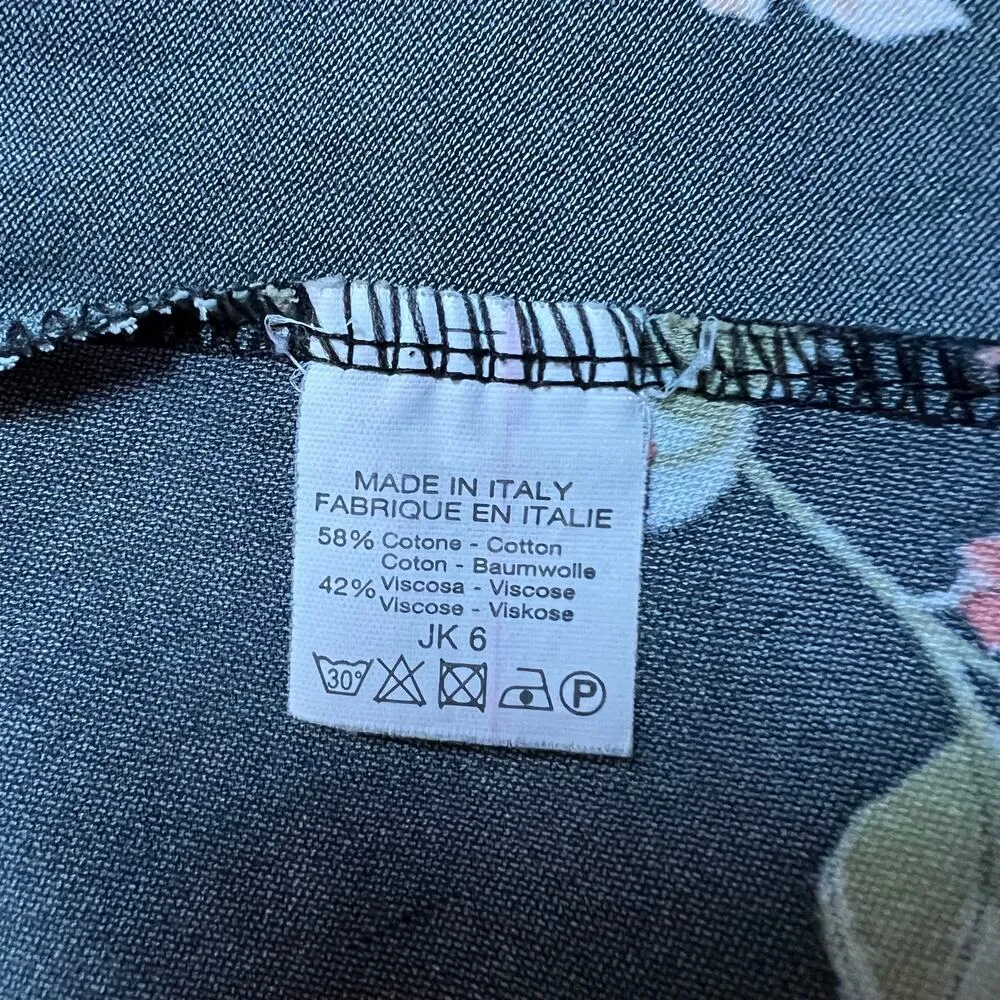 MADE IN ITALY
FABRIQUE EN ITALIE
58% Cotone - Cotton
Coton - Baumwolle
42% Viscosa - Viscose
Viscose - Viskose
JK 6
30° P